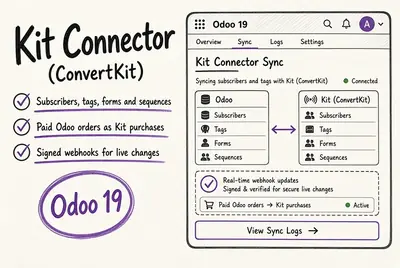 Kit Connector
(ConvertKit)
Subscribers, tags, forms and sequences
Paid Odoo orders as Kit purchases
Signed webhooks for live changes
Odoo 19
Odoo 19
A
Overview
Sync
Logs
Settings
Kit Connector Sync
Syncing subscribers and tags with Kit (ConvertKit)
Connected
Odoo
Subscribers
Tags
Forms
Sequences
Kit (ConvertKit)
Subscribers
Tags
Forms
Sequences
Real-time webhook updates
Signed & verified for secure live changes
Paid Odoo orders → Kit purchases
Active
View Sync Logs →